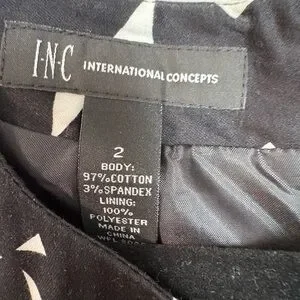 I·N·C INTERNATIONAL CONCEPTS
2
BODY:
97%COTTON
3%SPANDEX
LINING:
100%
POLYESTER
MADE IN
CHINA